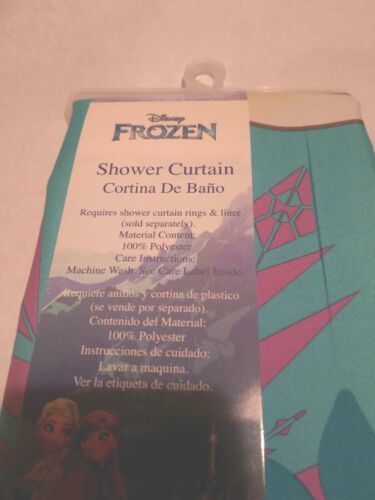 Disney
FROZEN
Shower Curtain
Cortina De Baño
Requires shower curtain rings & liner
(sold separately).
Material Content:
100% Polyester
Care Instructions:
Machine Wash. See Care Label Inside.
Requiere anillos y cortina de plastico
(se vende por separado).
Contenido del Material:
100% Polyester
Instrucciones de cuidado:
Lavar a maquina.
Ver la etiqueta de cuidado.